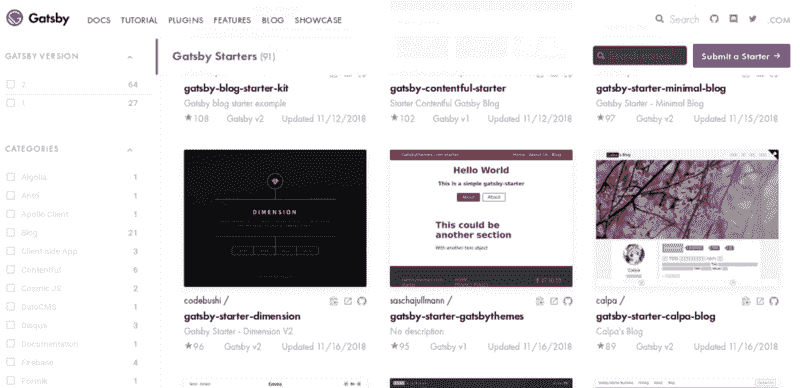 Gatsby DOCS TUTORIAL PLUGINS FEATURES BLOG SHOWCASE Search .COM
GATSBY VERSION
2 64
1 27
CATEGORIES
Algolia 1
Antd 1
Apollo Client 1
Blog 21
Client-side App 3
Contentful 6
Cosmic JS 2
DatoCMS 1
Disqus 3
Documentation 1
Firebase 4
Formik 1
Gatsby Starters (91) Submit a Starter →
gatsby-blog-starter-kit
Gatsby blog starter example
★108 Gatsby v2 Updated 11/12/2018
gatsby-contentful-starter
Starter Contentful Gatsby Blog
★102 Gatsby v1 Updated 11/12/2018
gatsby-starter-minimal-blog
Gatsby Starter - Minimal Blog
★97 Gatsby v2 Updated 11/15/2018
DIMENSION
codebushi /
gatsby-starter-dimension
Gatsby Starter - Dimension V2
★96 Gatsby v2 Updated 11/16/2018
Hello World
This is a simple gatsby-starter
About
This could be
another section
With another text object
saschajullmann /
gatsby-starter-gatsbythemes
No description
★95 Gatsby v1 Updated 11/16/2018
Calpa
calpa /
gatsby-starter-calpa-blog
Calpa's Blog
★89 Gatsby v2 Updated 11/16/2018